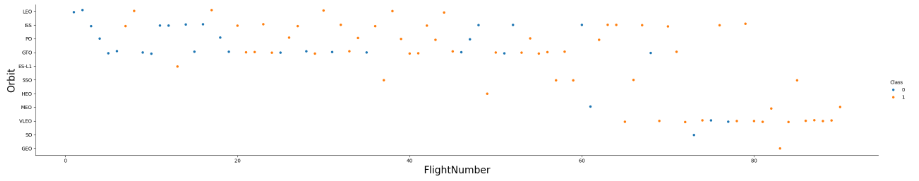 LEO
ISS
PO
GTO
ES-L1
SSO
HEO
MEO
VLEO
SO
GEO
Orbit
0
20
40
60
80
FlightNumber
Class
0
1